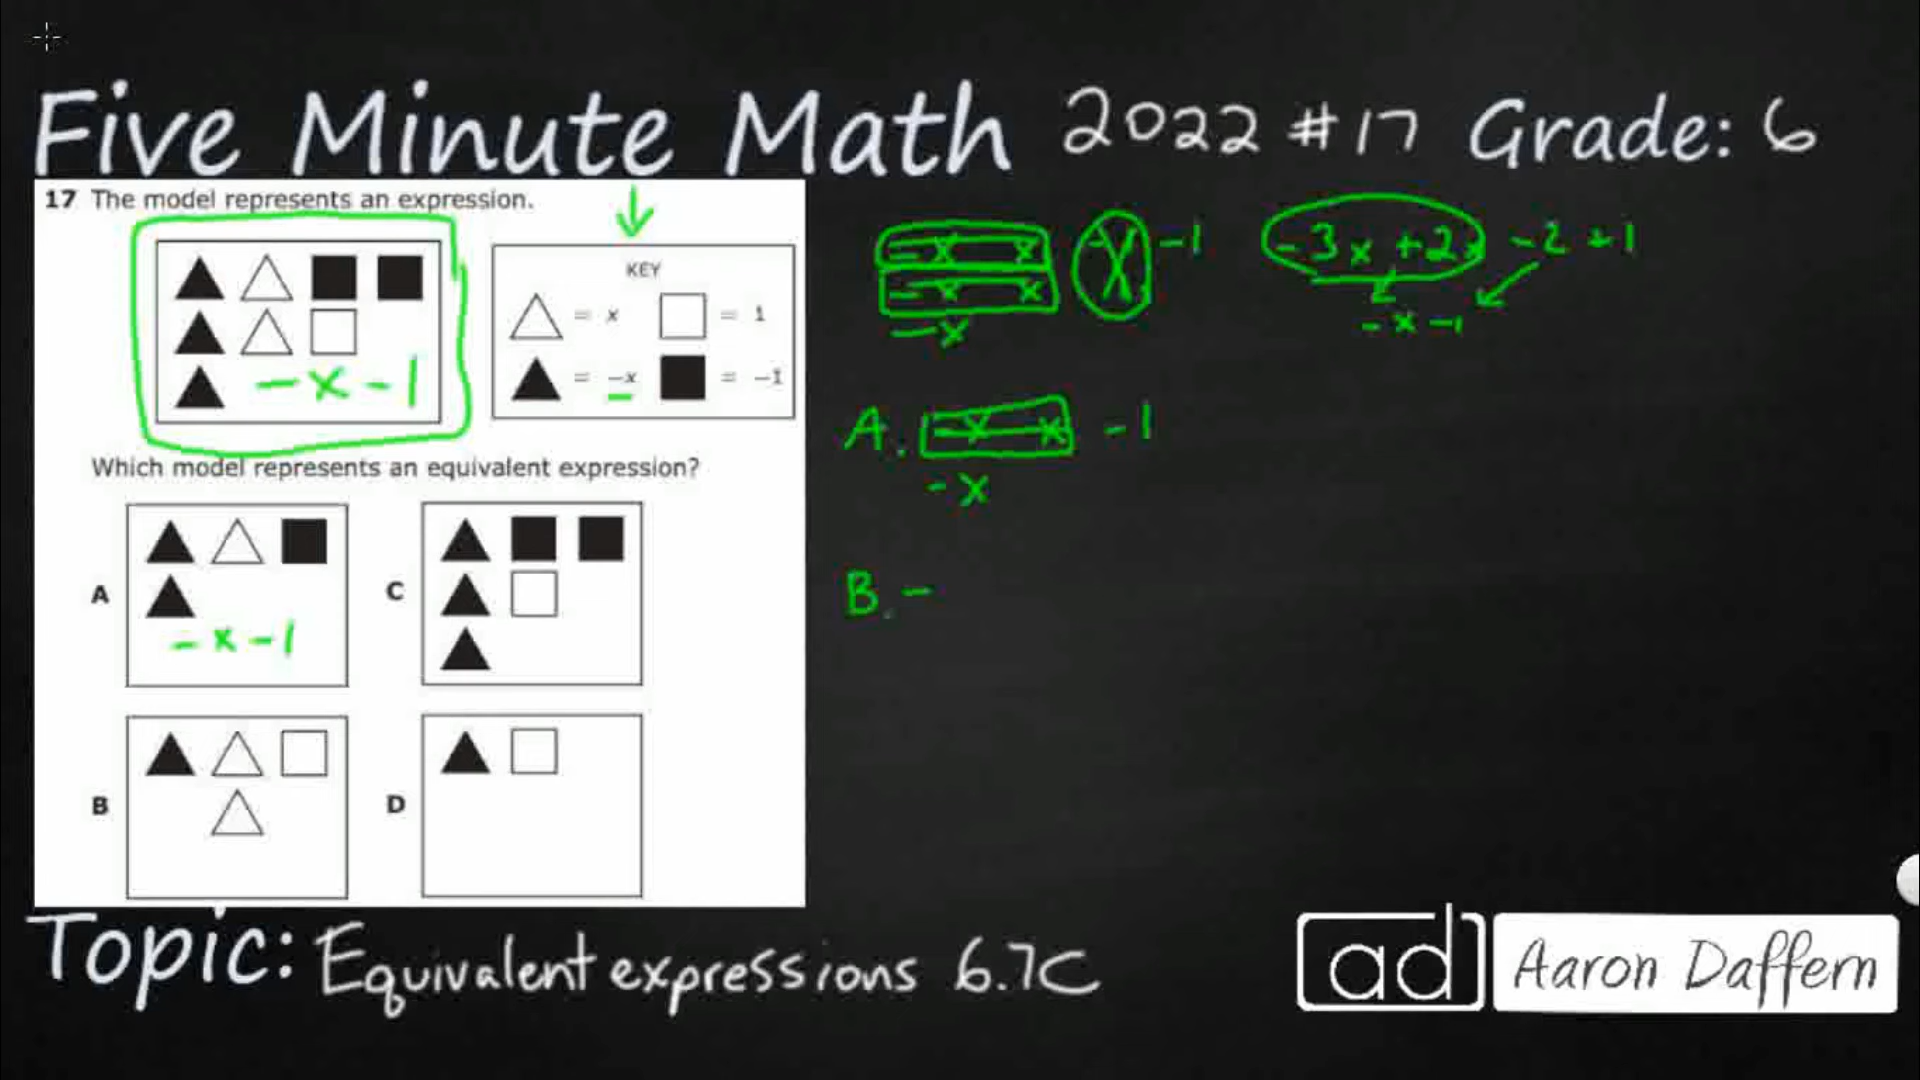 Five Minute Math 2022 #17 Grade: 6
17 The model represents an expression.
KEY
= x = 1
= -x = -1
- x - 1
Which model represents an equivalent expression?
A
- x - 1
C
B
D
- x x -1
- x x
- x
- 3x + 2x - 2 + 1
- x - 1
A. - x x - 1
- x
B. -
Topic: Equivalent expressions 6.7C
ad Aaron Daffern